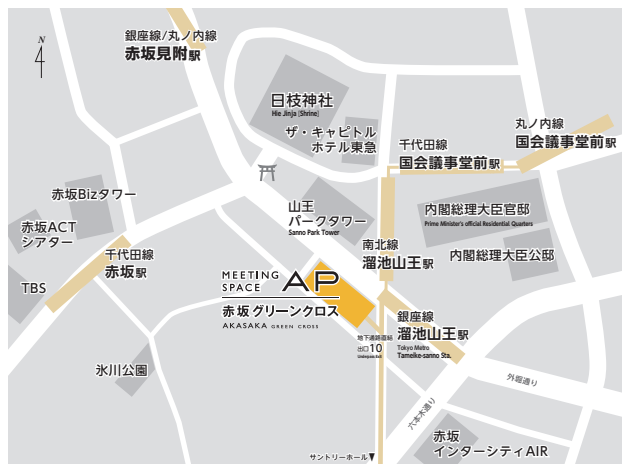 銀座線/丸ノ内線
赤坂見附駅
N
日枝神社
Hie Jinja (Shrine)
ザ・キャピトル
ホテル東急
千代田線
国会議事堂前駅
丸ノ内線
国会議事堂前駅
赤坂Bizタワー
赤坂ACT
シアター
千代田線
赤坂駅
TBS
山王
パークタワー
Sanno Park Tower
内閣総理大臣官邸
Prime Minister's official Residential Quarters
内閣総理大臣公邸
南北線
溜池山王駅
MEETING
SPACE
AP
赤坂グリーンクロス
AKASAKA GREEN CROSS
地下通路直結
出口10
Underpass Exit
銀座線
溜池山王駅
Tokyo Metro
Tameike-sanno Sta.
氷川公園
外堀通り
六本木通り
赤坂
インターシティAIR
サントリーホール▼